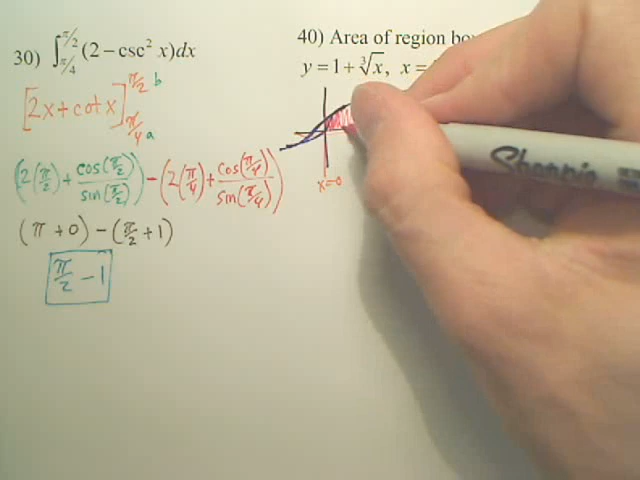 30) ∫_{π/4}^{π/2} (2 − csc² x)dx
[2x + cot x]_{π/4 a}^{π/2 b}
(2(π/2) + cos(π/2)/sin(π/2)) − (2(π/4) + cos(π/4)/sin(π/4))
(π + 0) − (π/2 + 1)
π/2 − 1
40) Area of region
y = 1 + ∛x, x =
x=0
Sharpie